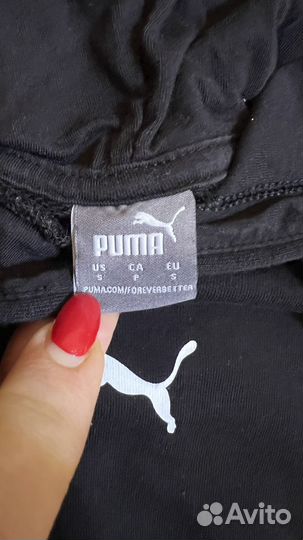 PUMA
US CA EU
S P S
PUMA.COM/FOREVERBETTER
Avito